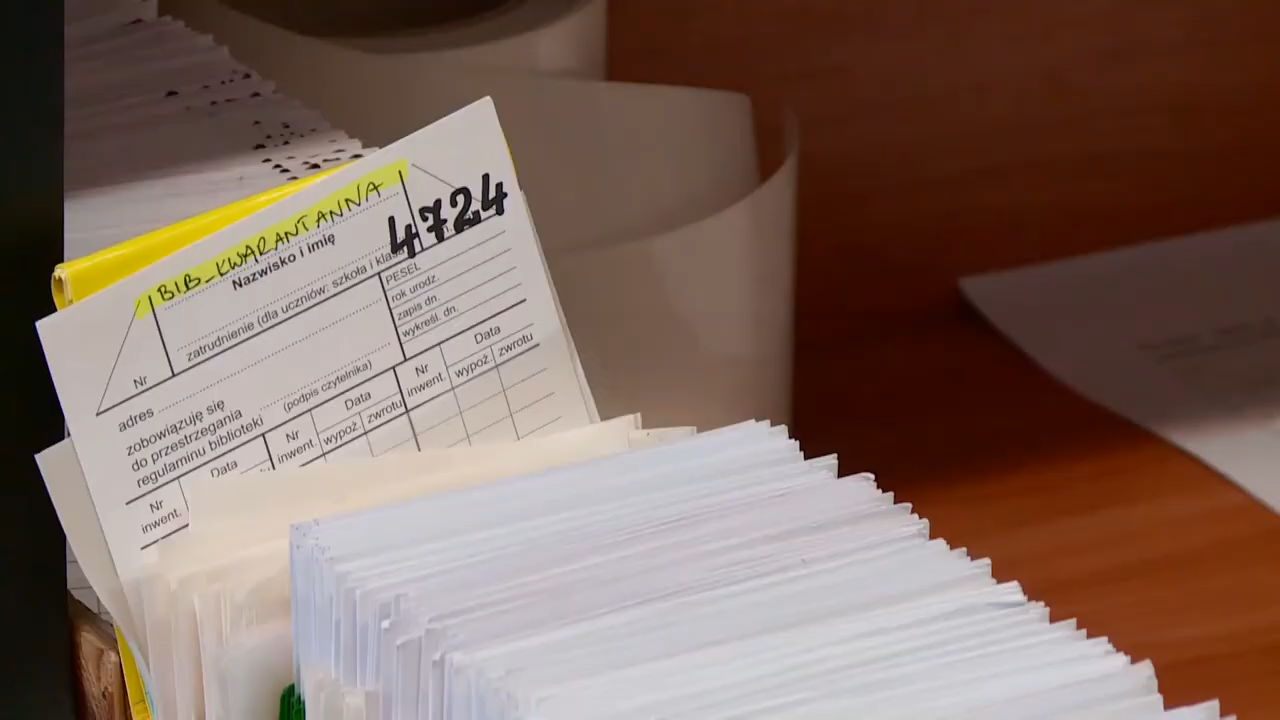 BIB_KWARANTANNA
4724
Nazwisko i imię
zatrudnienie (dla uczniów: szkoła i klasa
PESEL
rok urodz.
zapis dn.
wykreśl. dn.
Nr
adres
(podpis czytelnika)
zobowiązuję się
do przestrzegania
regulaminu biblioteki
Nr inwent.
Data
wypoż. zwrotu
Nr inwent.
Data
wypoż. zwrotu
Nr inwent.
Data